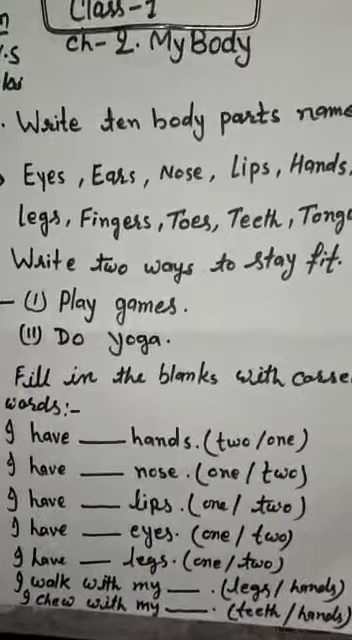 Class-1
Ch-2. My Body
Write ten body parts name
Eyes, Ears, Nose, Lips, Hands,
legs, Fingers, Toes, Teeth, Tong
Write two ways to stay fit.
(I) Play games.
(II) Do yoga.
Fill in the blanks with
words:-
I have ___ hands. (two/one)
I have ___ nose. (one/two)
I have ___ lips. (one/two)
I have ___ eyes. (one/two)
I have ___ legs. (one/two)
I walk with my ___. (legs/hands)
I chew with my ___. (teeth/hands)